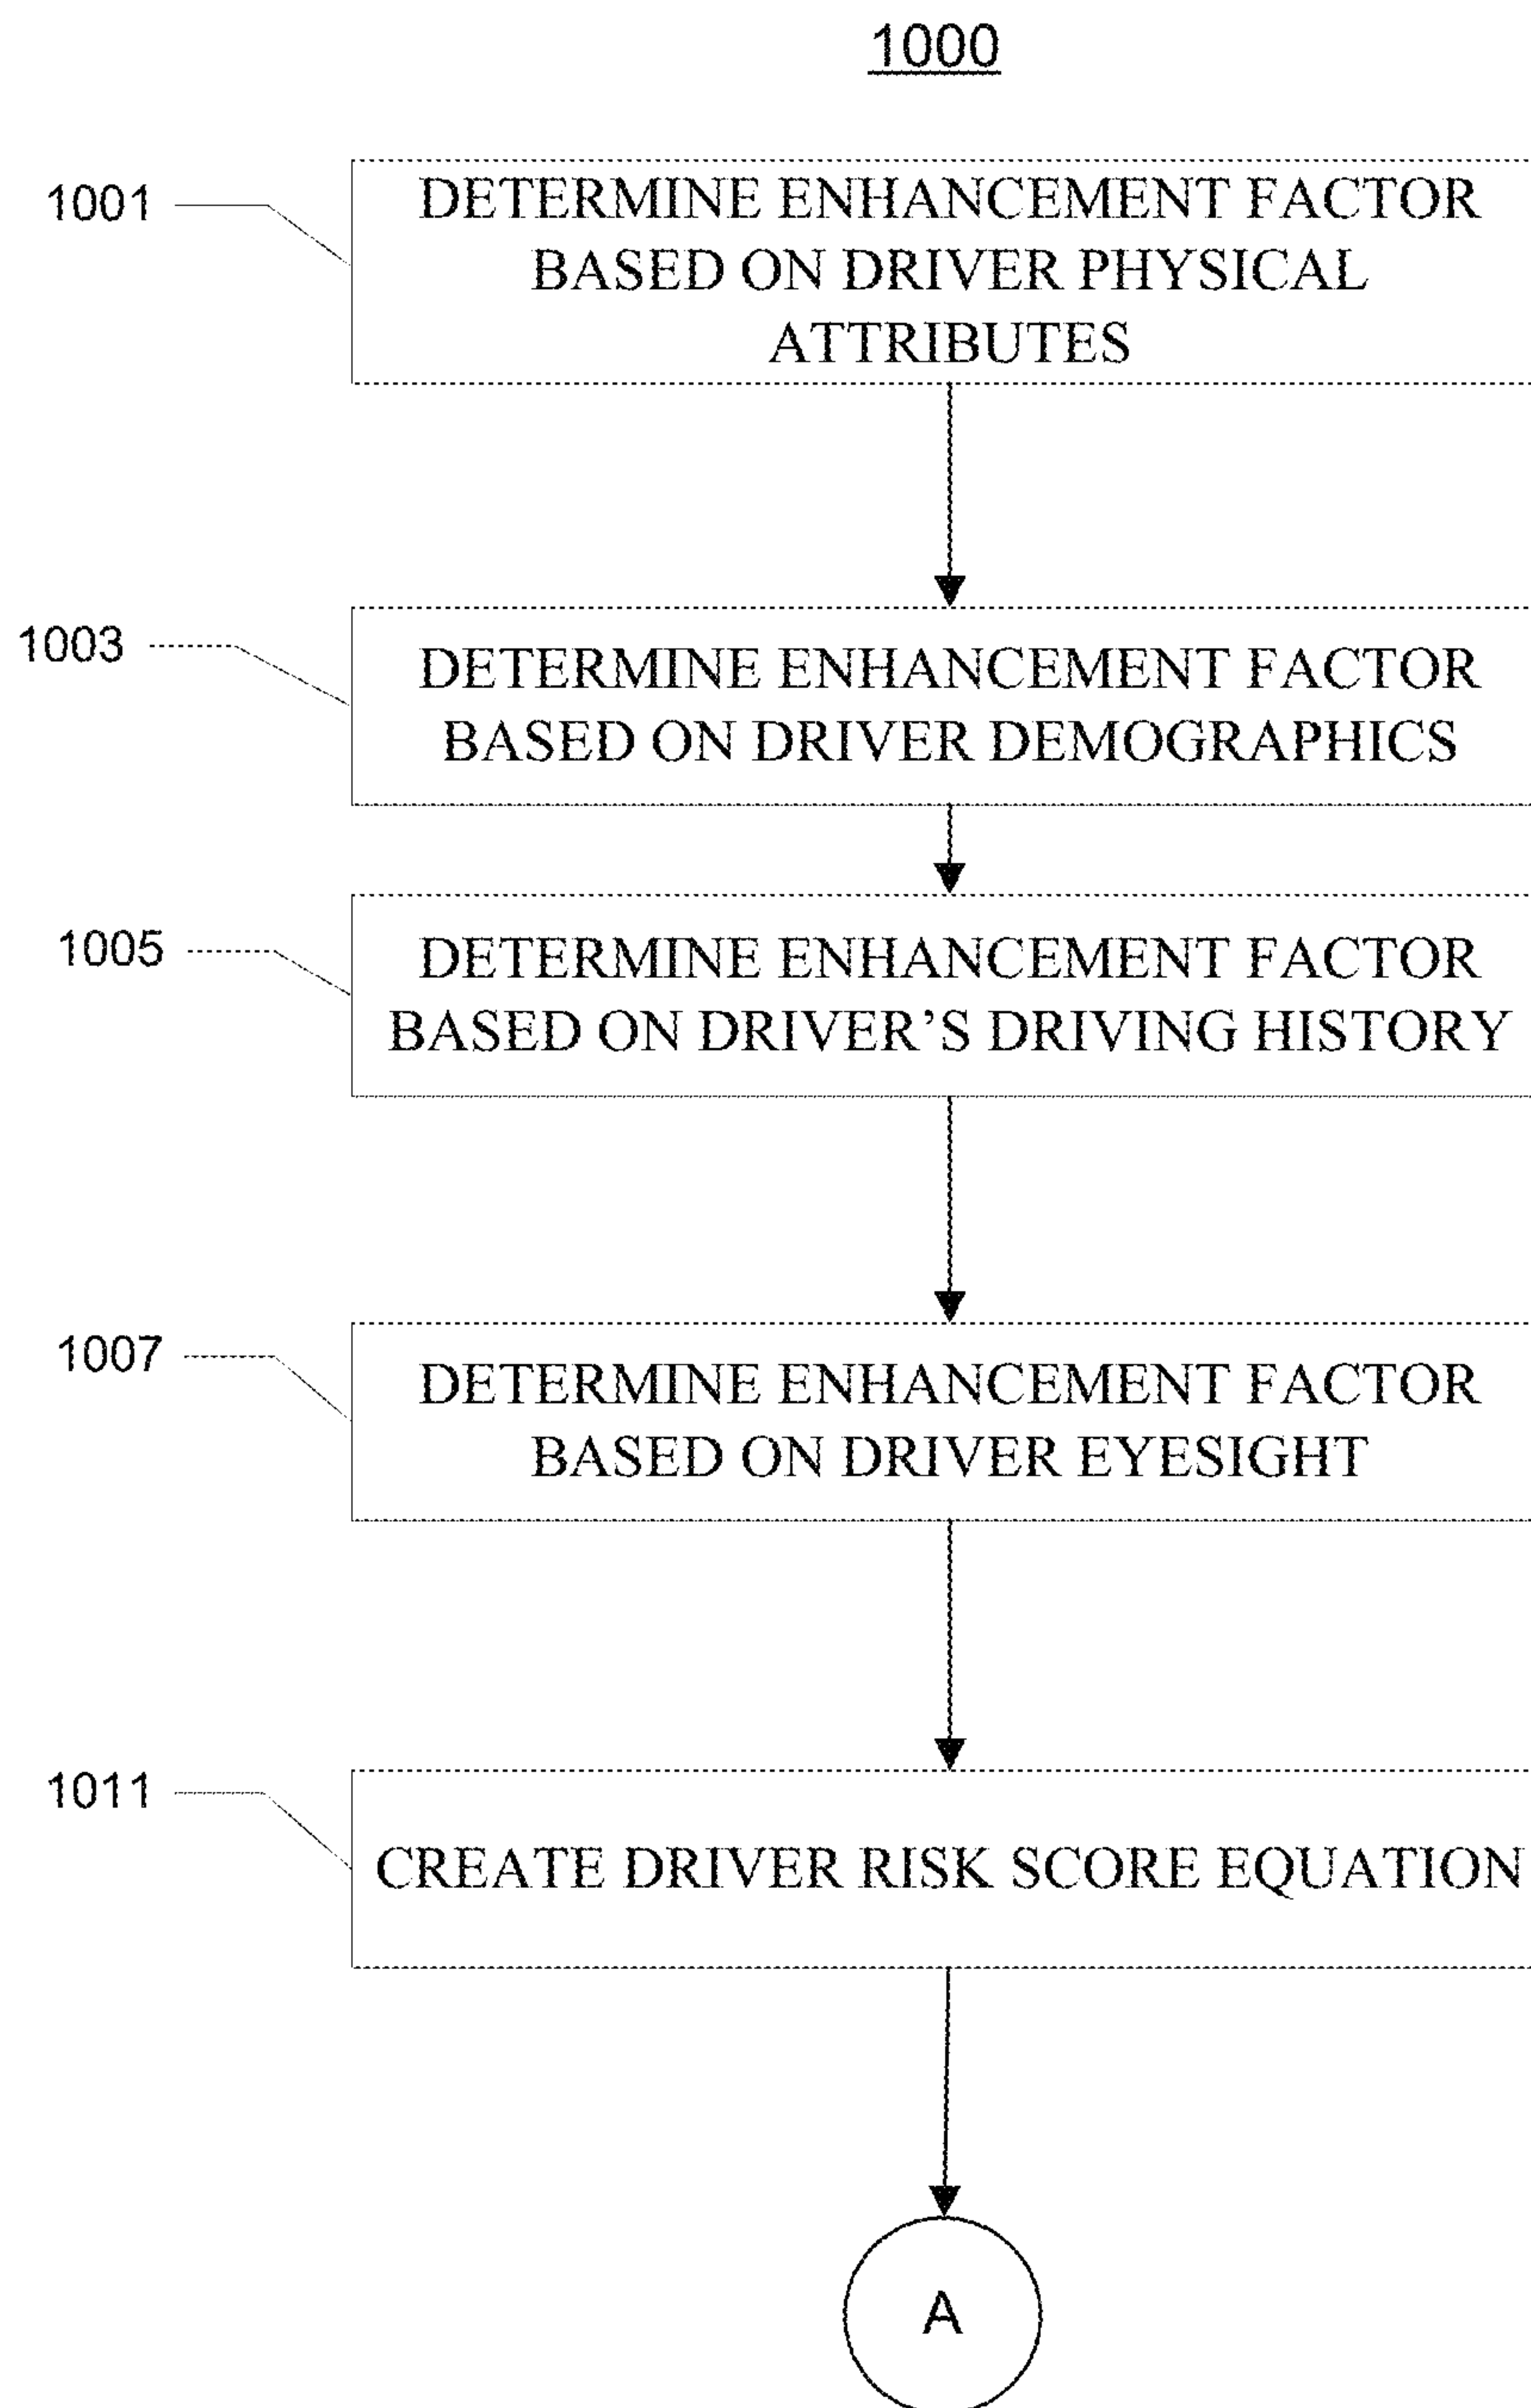 1000
1001
DETERMINE ENHANCEMENT FACTOR
BASED ON DRIVER PHYSICAL
ATTRIBUTES
1003
DETERMINE ENHANCEMENT FACTOR
BASED ON DRIVER DEMOGRAPHICS
1005
DETERMINE ENHANCEMENT FACTOR
BASED ON DRIVER’S DRIVING HISTORY
1007
DETERMINE ENHANCEMENT FACTOR
BASED ON DRIVER EYESIGHT
1011
CREATE DRIVER RISK SCORE EQUATION
A